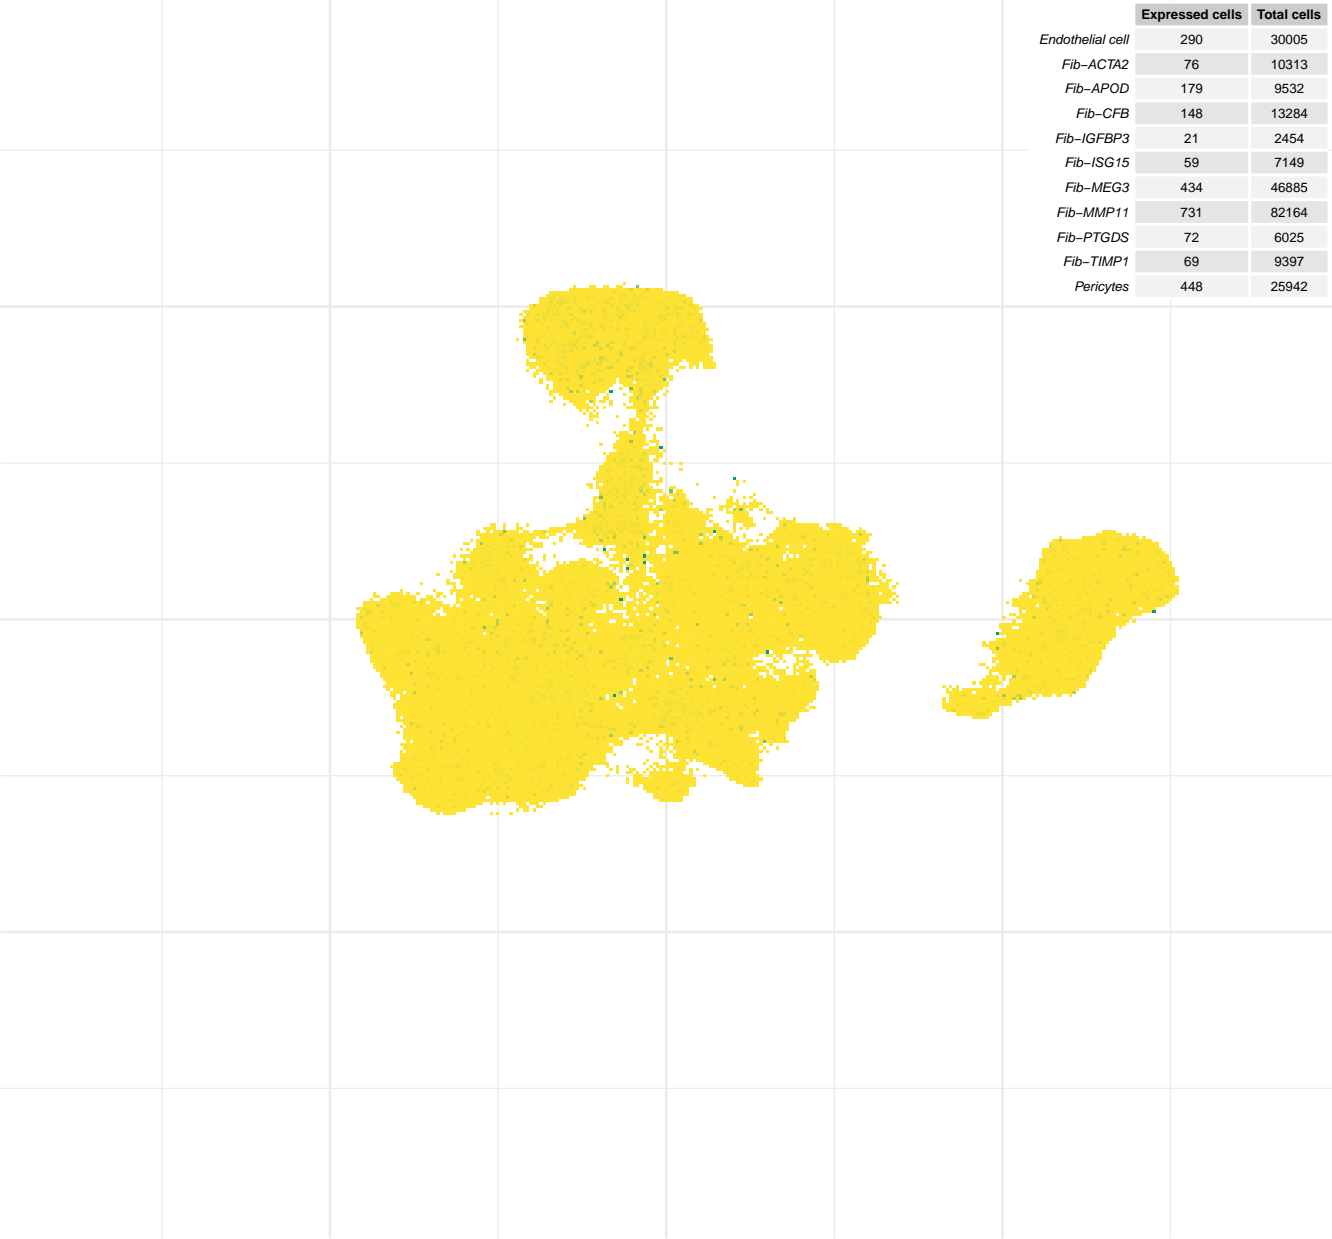 Expressed cells Total cells
Endothelial cell 290 30005
Fib−ACTA2 76 10313
Fib−APOD 179 9532
Fib−CFB 148 13284
Fib−IGFBP3 21 2454
Fib−ISG15 59 7149
Fib−MEG3 434 46885
Fib−MMP11 731 82164
Fib−PTGDS 72 6025
Fib−TIMP1 69 9397
Pericytes 448 25942